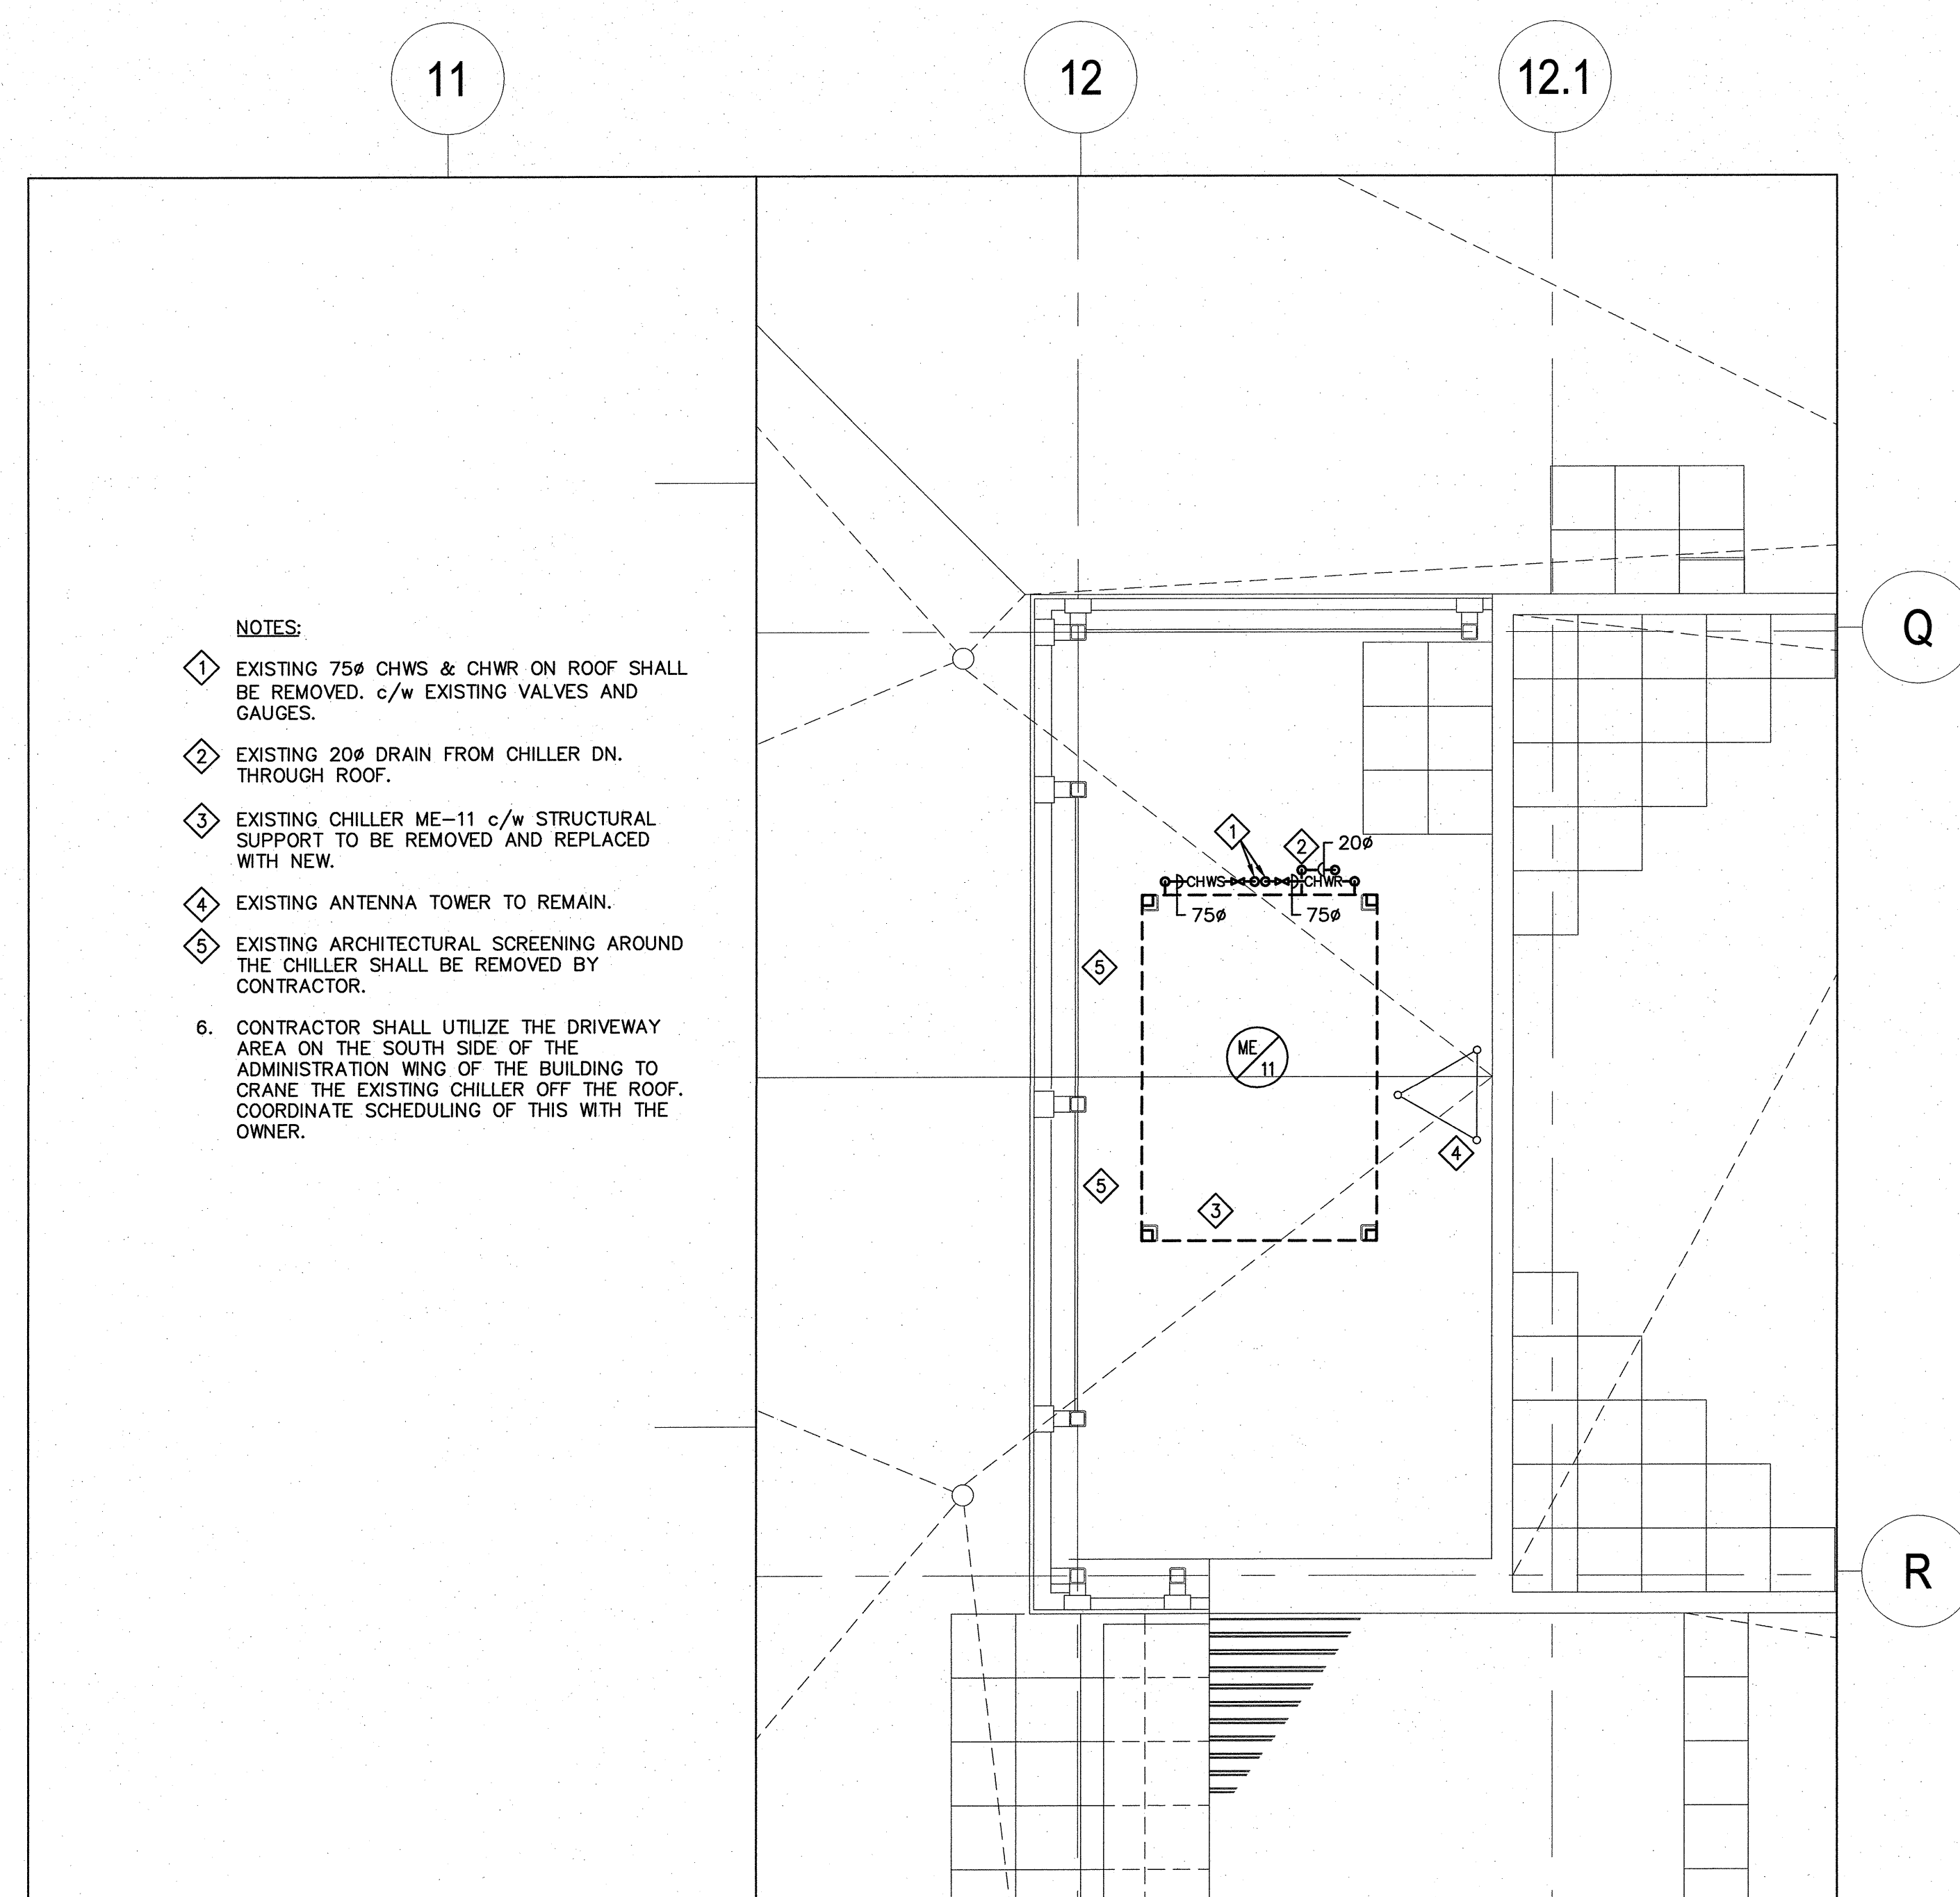 11
12
12.1
NOTES:
1 EXISTING 75ø CHWS & CHWR ON ROOF SHALL
BE REMOVED. c/w EXISTING VALVES AND
GAUGES.
2 EXISTING 20ø DRAIN FROM CHILLER DN.
THROUGH ROOF.
3 EXISTING CHILLER ME-11 c/w STRUCTURAL
SUPPORT TO BE REMOVED AND REPLACED
WITH NEW.
4 EXISTING ANTENNA TOWER TO REMAIN.
5 EXISTING ARCHITECTURAL SCREENING AROUND
THE CHILLER SHALL BE REMOVED BY
CONTRACTOR.
6. CONTRACTOR SHALL UTILIZE THE DRIVEWAY
AREA ON THE SOUTH SIDE OF THE
ADMINISTRATION WING OF THE BUILDING TO
CRANE THE EXISTING CHILLER OFF THE ROOF.
COORDINATE SCHEDULING OF THIS WITH THE
OWNER.
Q
1
2
20ø
CHWS
CHWR
75ø
75ø
5
ME
11
4
5
3
R